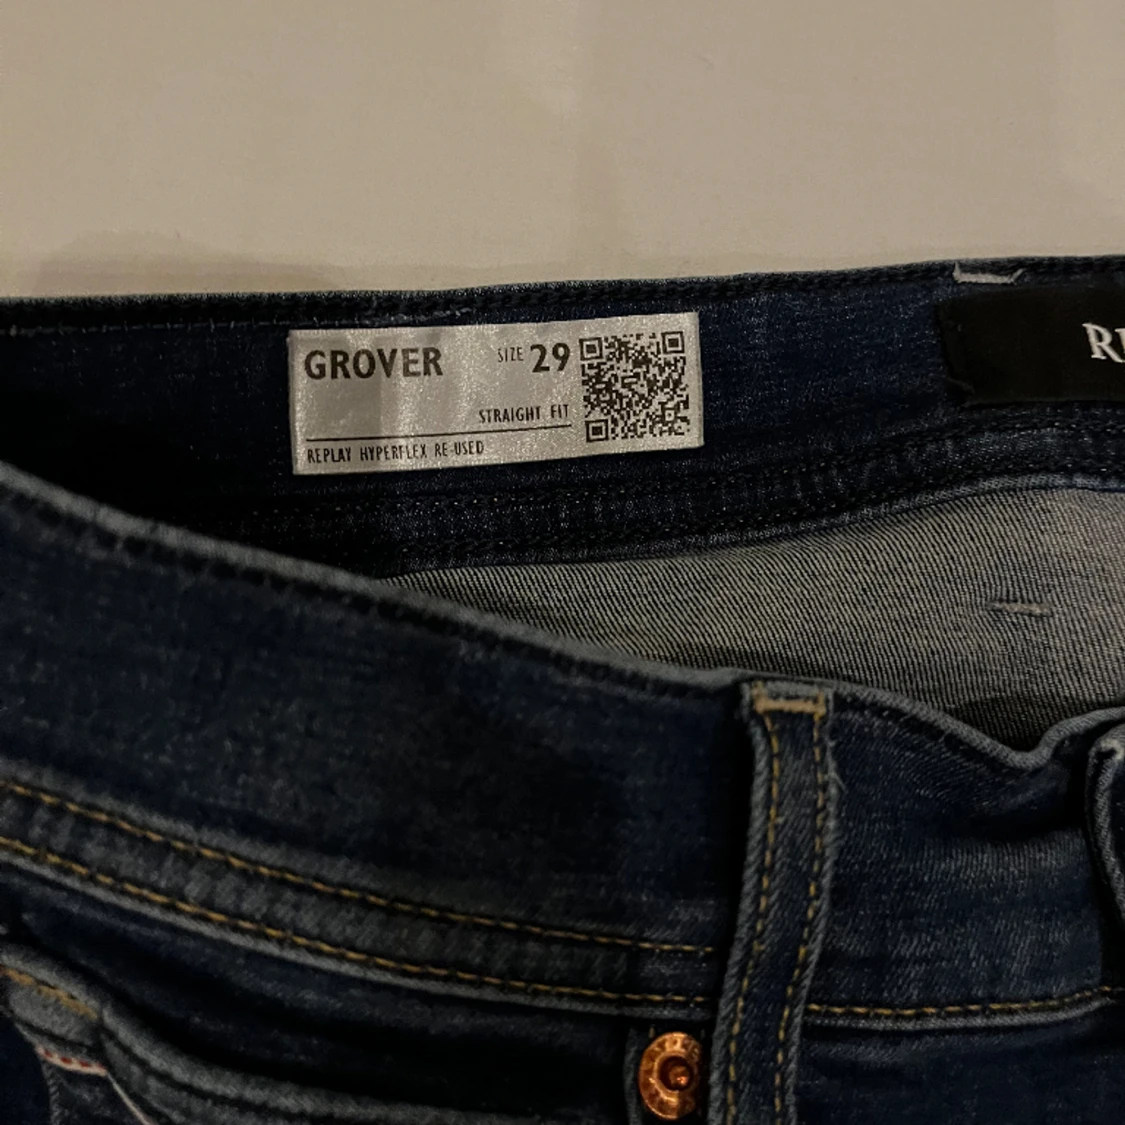 GROVER SIZE 29
STRAIGHT FIT
REPLAY HYPERFLEX RE-USED